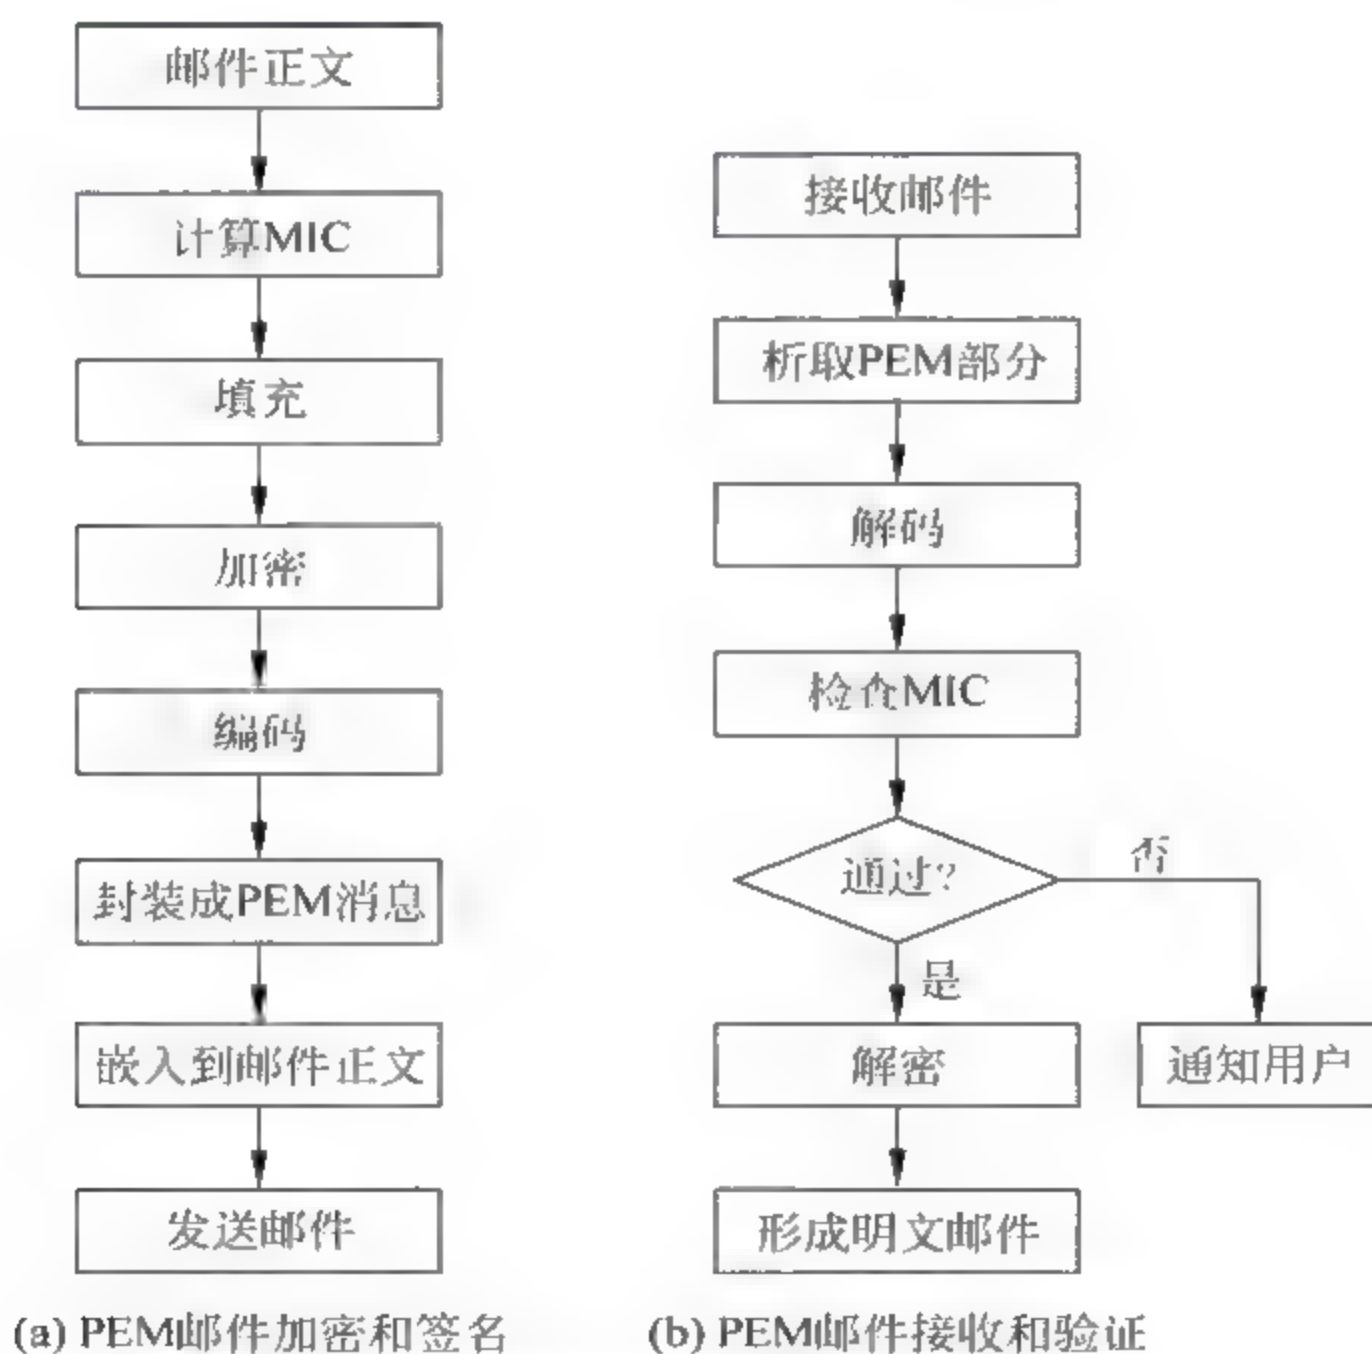 邮件正文
计算MIC
填充
加密
编码
封装成PEM消息
嵌入到邮件正文
发送邮件
(a) PEM邮件加密和签名
接收邮件
析取PEM部分
解码
检查MIC
通过?
否
是
解密
通知用户
形成明文邮件
(b) PEM邮件接收和验证